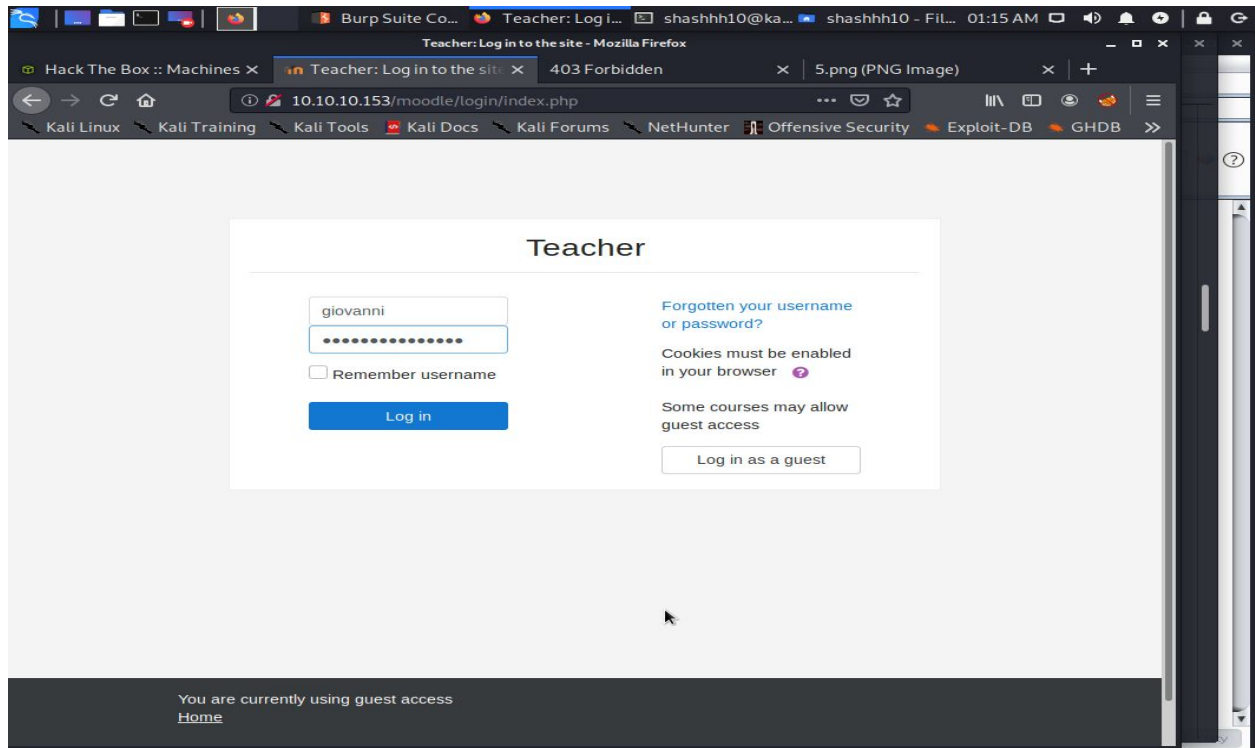 Burp Suite Co... Teacher: Log i... shashhh10@ka... shashhh10 - Fil... 01:15 AM
Teacher: Log in to the site - Mozilla Firefox
Hack The Box :: Machines Teacher: Log in to the site 403 Forbidden 5.png (PNG Image)
10.10.10.153/moodle/login/index.php
Kali Linux Kali Training Kali Tools Kali Docs Kali Forums NetHunter Offensive Security Exploit-DB GHDB
Teacher
giovanni
•••••••••••••••
Remember username
Log in
Forgotten your username
or password?
Cookies must be enabled
in your browser
Some courses may allow
guest access
Log in as a guest
You are currently using guest access
Home